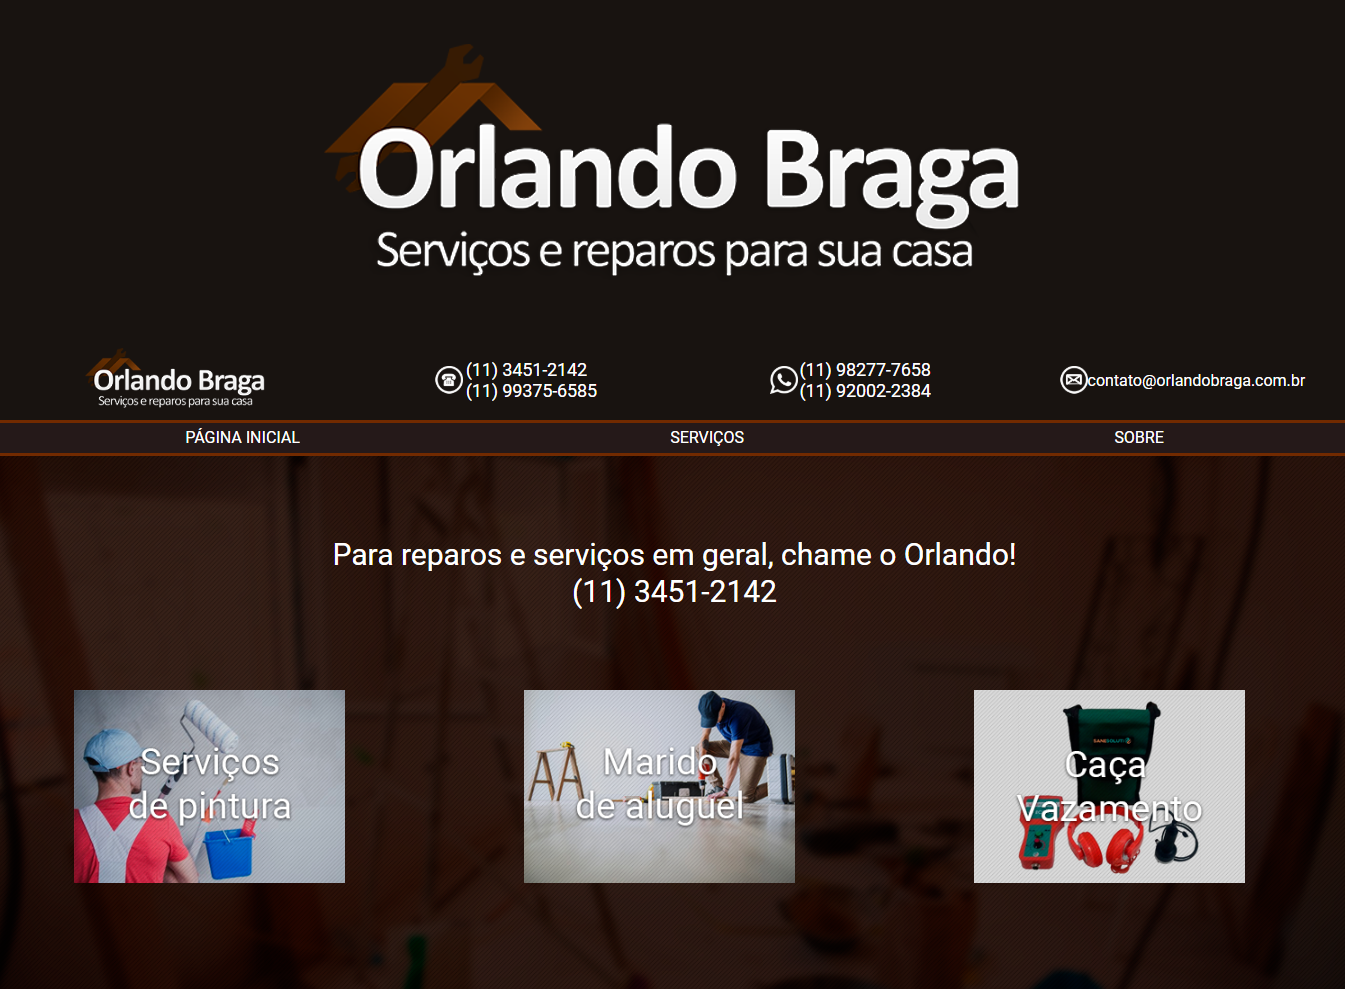 Orlando Braga
Serviços e reparos para sua casa
Orlando Braga
Serviços e reparos para sua casa
(11) 3451-2142
(11) 99375-6585
(11) 98277-7658
(11) 92002-2384
contato@orlandobraga.com.br
PÁGINA INICIAL
SERVIÇOS
SOBRE
Para reparos e serviços em geral, chame o Orlando!
(11) 3451-2142
Serviços
de pintura
Marido
de aluguel
Caça
Vazamento